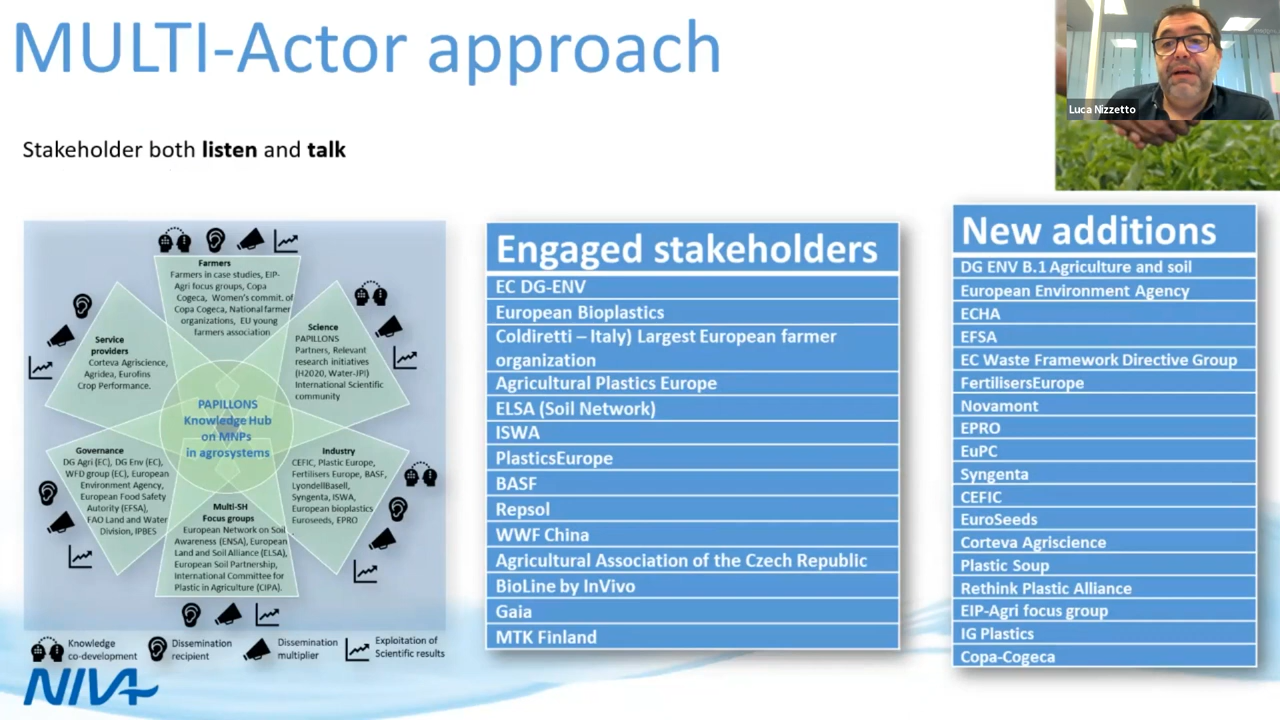 MULTI-Actor approach
Luca Nizzetto
Stakeholder both listen and talk
Farmers
Farmers in case studies, EIP-
Agri focus groups, Copa
Cogeca, Women's commit. of
Copa Cogeca, National farmer
organizations, EU young
farmers association
Service
providers
Corteva Agriscience,
Agridea, Eurofins
Crop Performance.
Science
PAPILLONS
Partners, Relevant
research initiatives
(H2020, Water-JPI)
International Scientific
community
PAPILLONS
Knowledge Hub
on MNPs
in agrosystems
Governance
DG Agri (EC), DG Env (EC),
WFD group (EC), European
Environment Agency,
European Food Safety
Autority (EFSA),
FAO Land and Water
Division, IPBES
Industry
CEFIC, Plastic Europe,
Fertilisers Europe, BASF,
LyondellBasell,
Syngenta, ISWA,
European bioplastics
Euroseeds, EPRO
Multi-SH
Focus groups
European Network on Soil
Awareness (ENSA), European
Land and Soil Alliance (ELSA),
European Soil Partnership,
International Committee for
Plastic in Agriculture (CIPA).
Knowledge
co-development
Dissemination
recipient
Dissemination
multiplier
Exploitation of
Scientific results
NIVA
Engaged stakeholders
EC DG-ENV
European Bioplastics
Coldiretti – Italy) Largest European farmer
organization
Agricultural Plastics Europe
ELSA (Soil Network)
ISWA
PlasticsEurope
BASF
Repsol
WWF China
Agricultural Association of the Czech Republic
BioLine by InVivo
Gaia
MTK Finland
New additions
DG ENV B.1 Agriculture and soil
European Environment Agency
ECHA
EFSA
EC Waste Framework Directive Group
FertilisersEurope
Novamont
EPRO
EuPC
Syngenta
CEFIC
EuroSeeds
Corteva Agriscience
Plastic Soup
Rethink Plastic Alliance
EIP-Agri focus group
IG Plastics
Copa-Cogeca